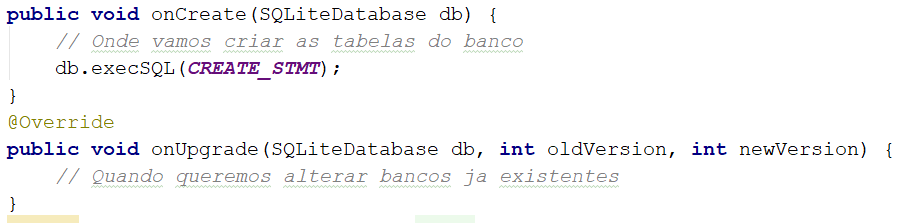 public void onCreate(SQLiteDatabase db) {
// Onde vamos criar as tabelas do banco
db.execSQL(CREATE_STMT);
}
@Override
public void onUpgrade(SQLiteDatabase db, int oldVersion, int newVersion) {
// Quando queremos alterar bancos ja existentes
}